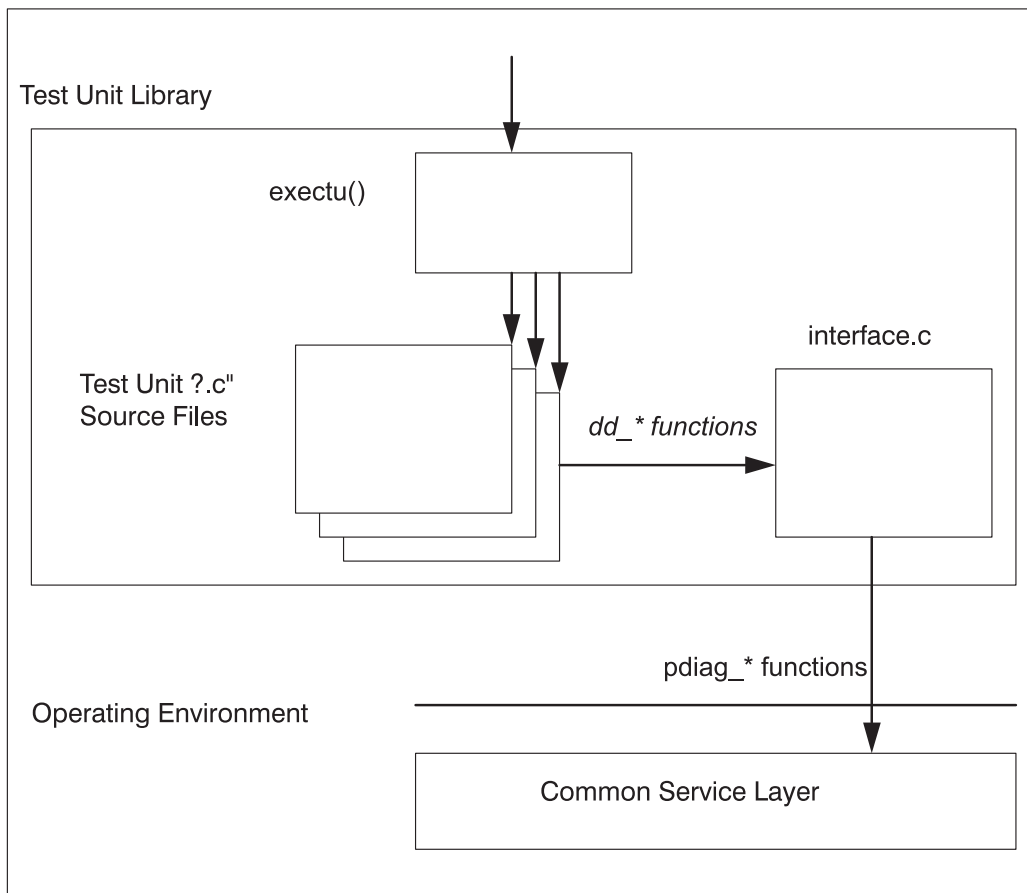 Test Unit Library
exectu()
interface.c
Test Unit ?.c"
Source Files
dd_* functions
pdiag_* functions
Operating Environment
Common Service Layer